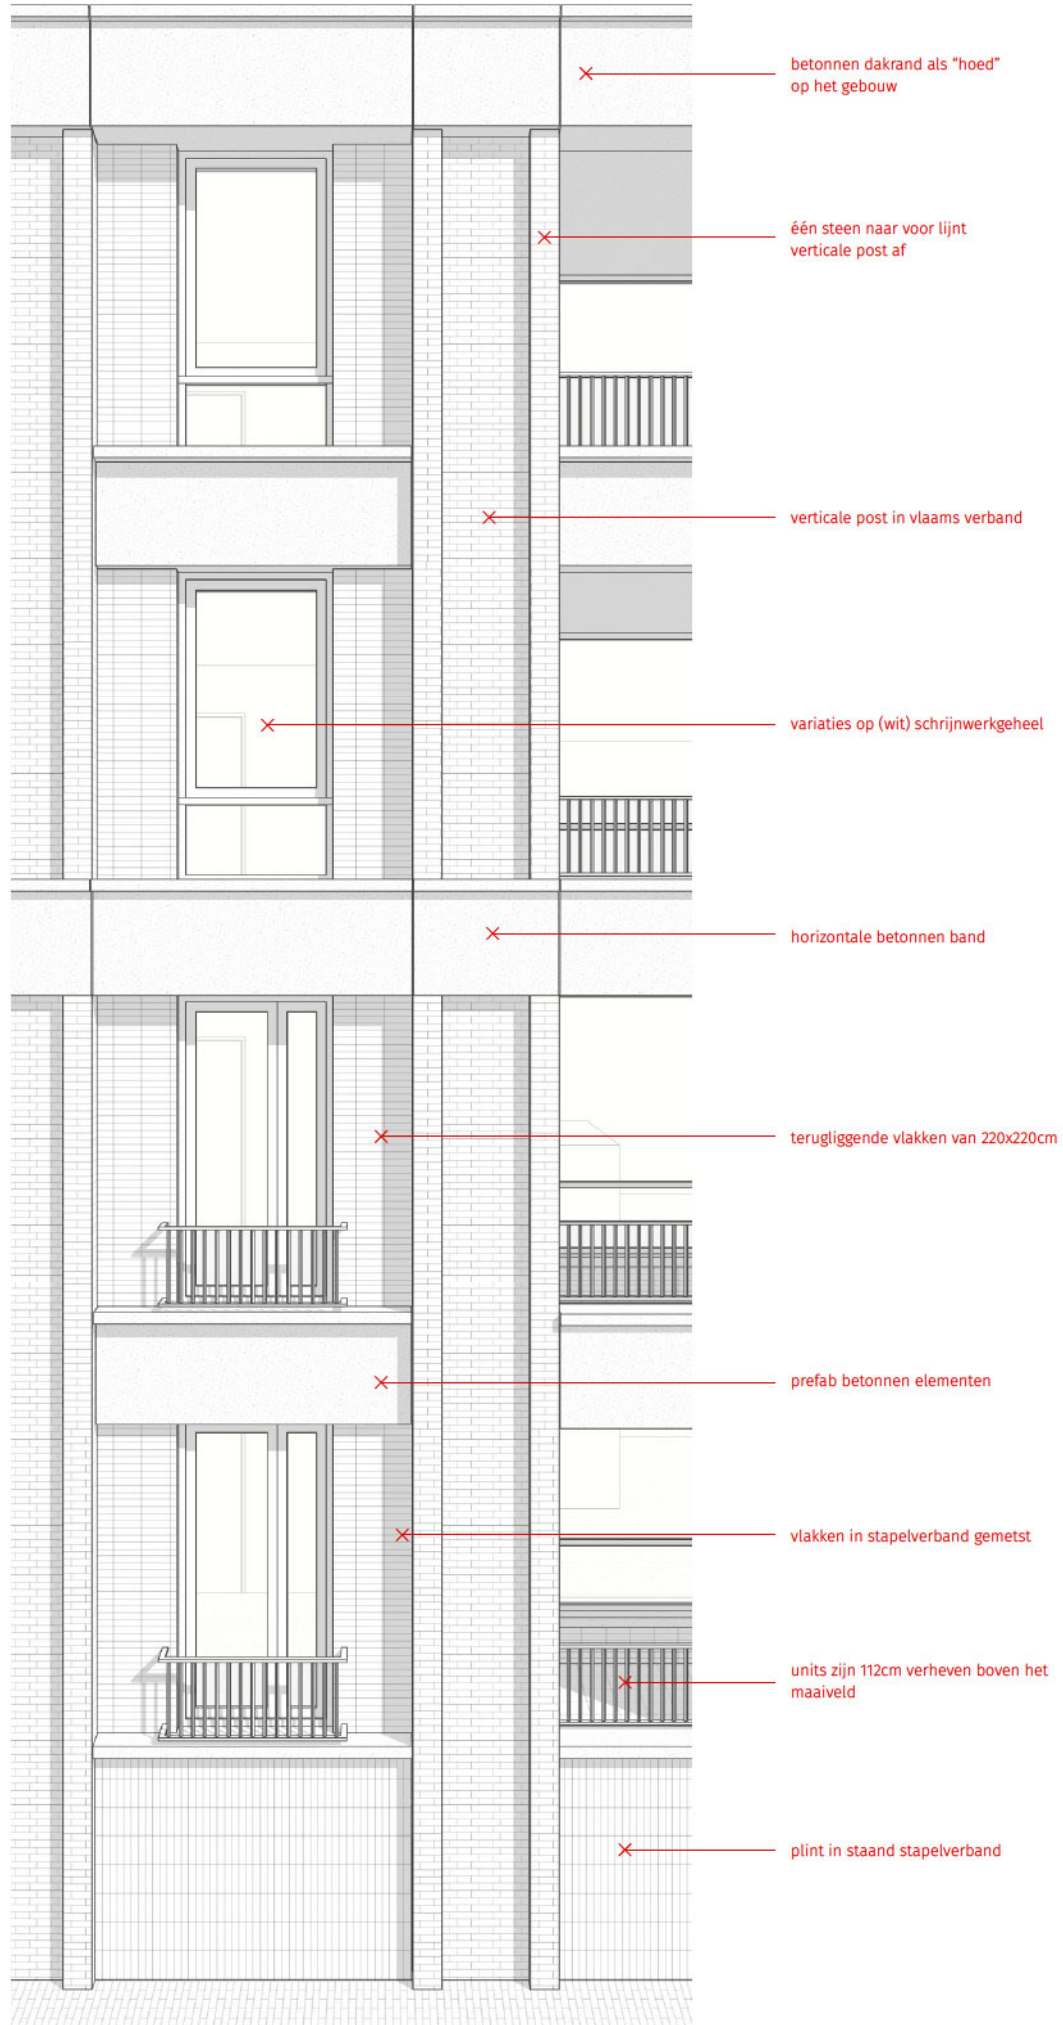 betonnen dakrand als “hoed”
op het gebouw
één steen naar voor lijnt
verticale post af
verticale post in vlaams verband
variaties op (wit) schrijnwerkgeheel
horizontale betonnen band
terugliggende vlakken van 220x220cm
prefab betonnen elementen
vlakken in stapelverband gemetst
units zijn 112cm verheven boven het
maaiveld
plint in staand stapelverband